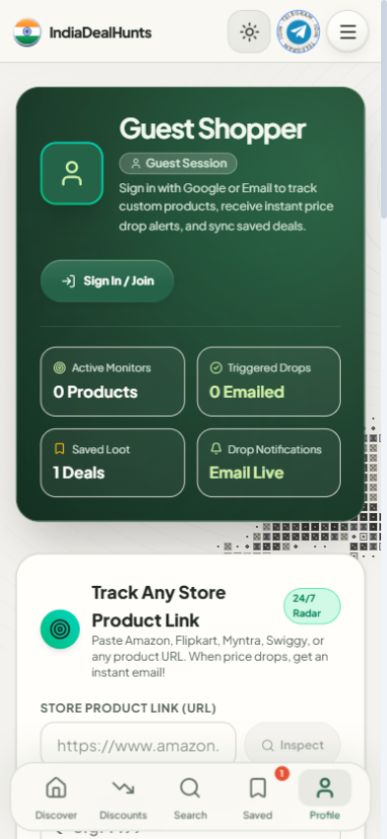 IndiaDealHunts
TELEGRAM
Guest Shopper
Guest Session
Sign in with Google or Email to track
custom products, receive instant price
drop alerts, and sync saved deals.
Sign In / Join
Active Monitors
0 Products
Triggered Drops
0 Emailed
Saved Loot
1 Deals
Drop Notifications
Email Live
Track Any Store
Product Link
24/7
Radar
Paste Amazon, Flipkart, Myntra, Swiggy, or
any product URL. When price drops, get an
instant email!
STORE PRODUCT LINK (URL)
https://www.amazon.
Inspect
1
Discover
Discounts
Search
Saved
Profile